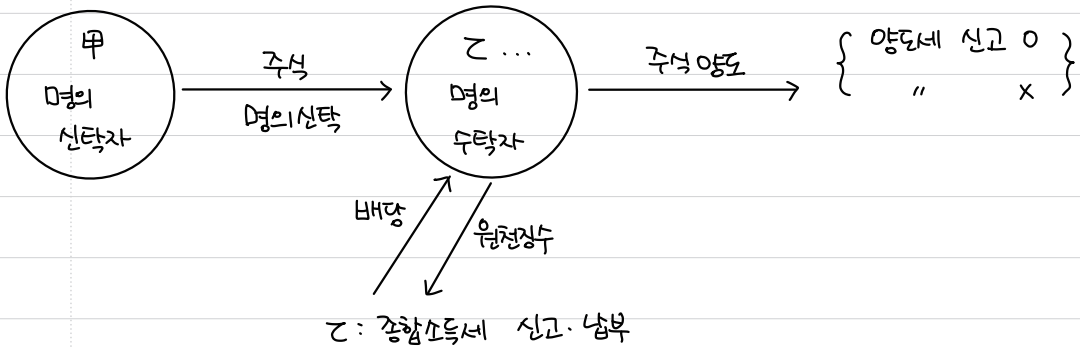 甲
명의
신탁자
주식
명의신탁
乙 ...
명의
수탁자
주식 양도
양도세 신고 O
〃 X
배당
원천징수
乙 : 종합소득세 신고·납부